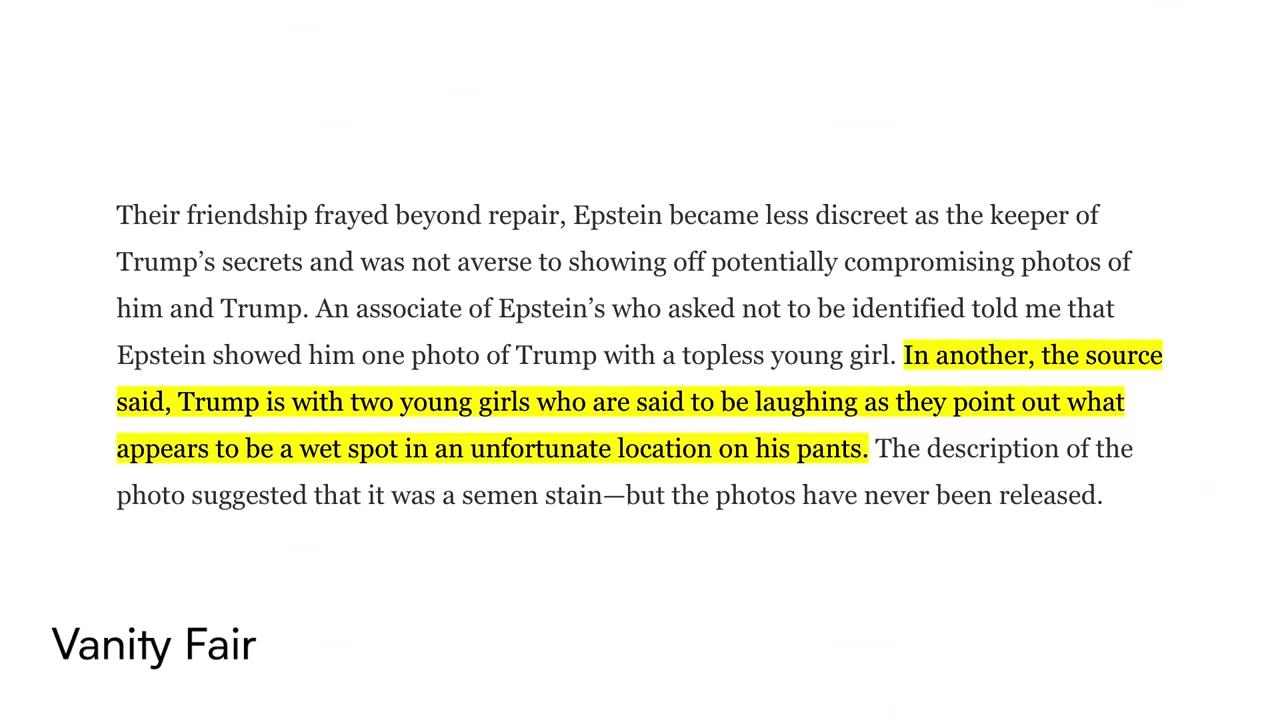 Their friendship frayed beyond repair, Epstein became less discreet as the keeper of
Trump’s secrets and was not averse to showing off potentially compromising photos of
him and Trump. An associate of Epstein’s who asked not to be identified told me that
Epstein showed him one photo of Trump with a topless young girl. In another, the source
said, Trump is with two young girls who are said to be laughing as they point out what
appears to be a wet spot in an unfortunate location on his pants. The description of the
photo suggested that it was a semen stain—but the photos have never been released.
Vanity Fair